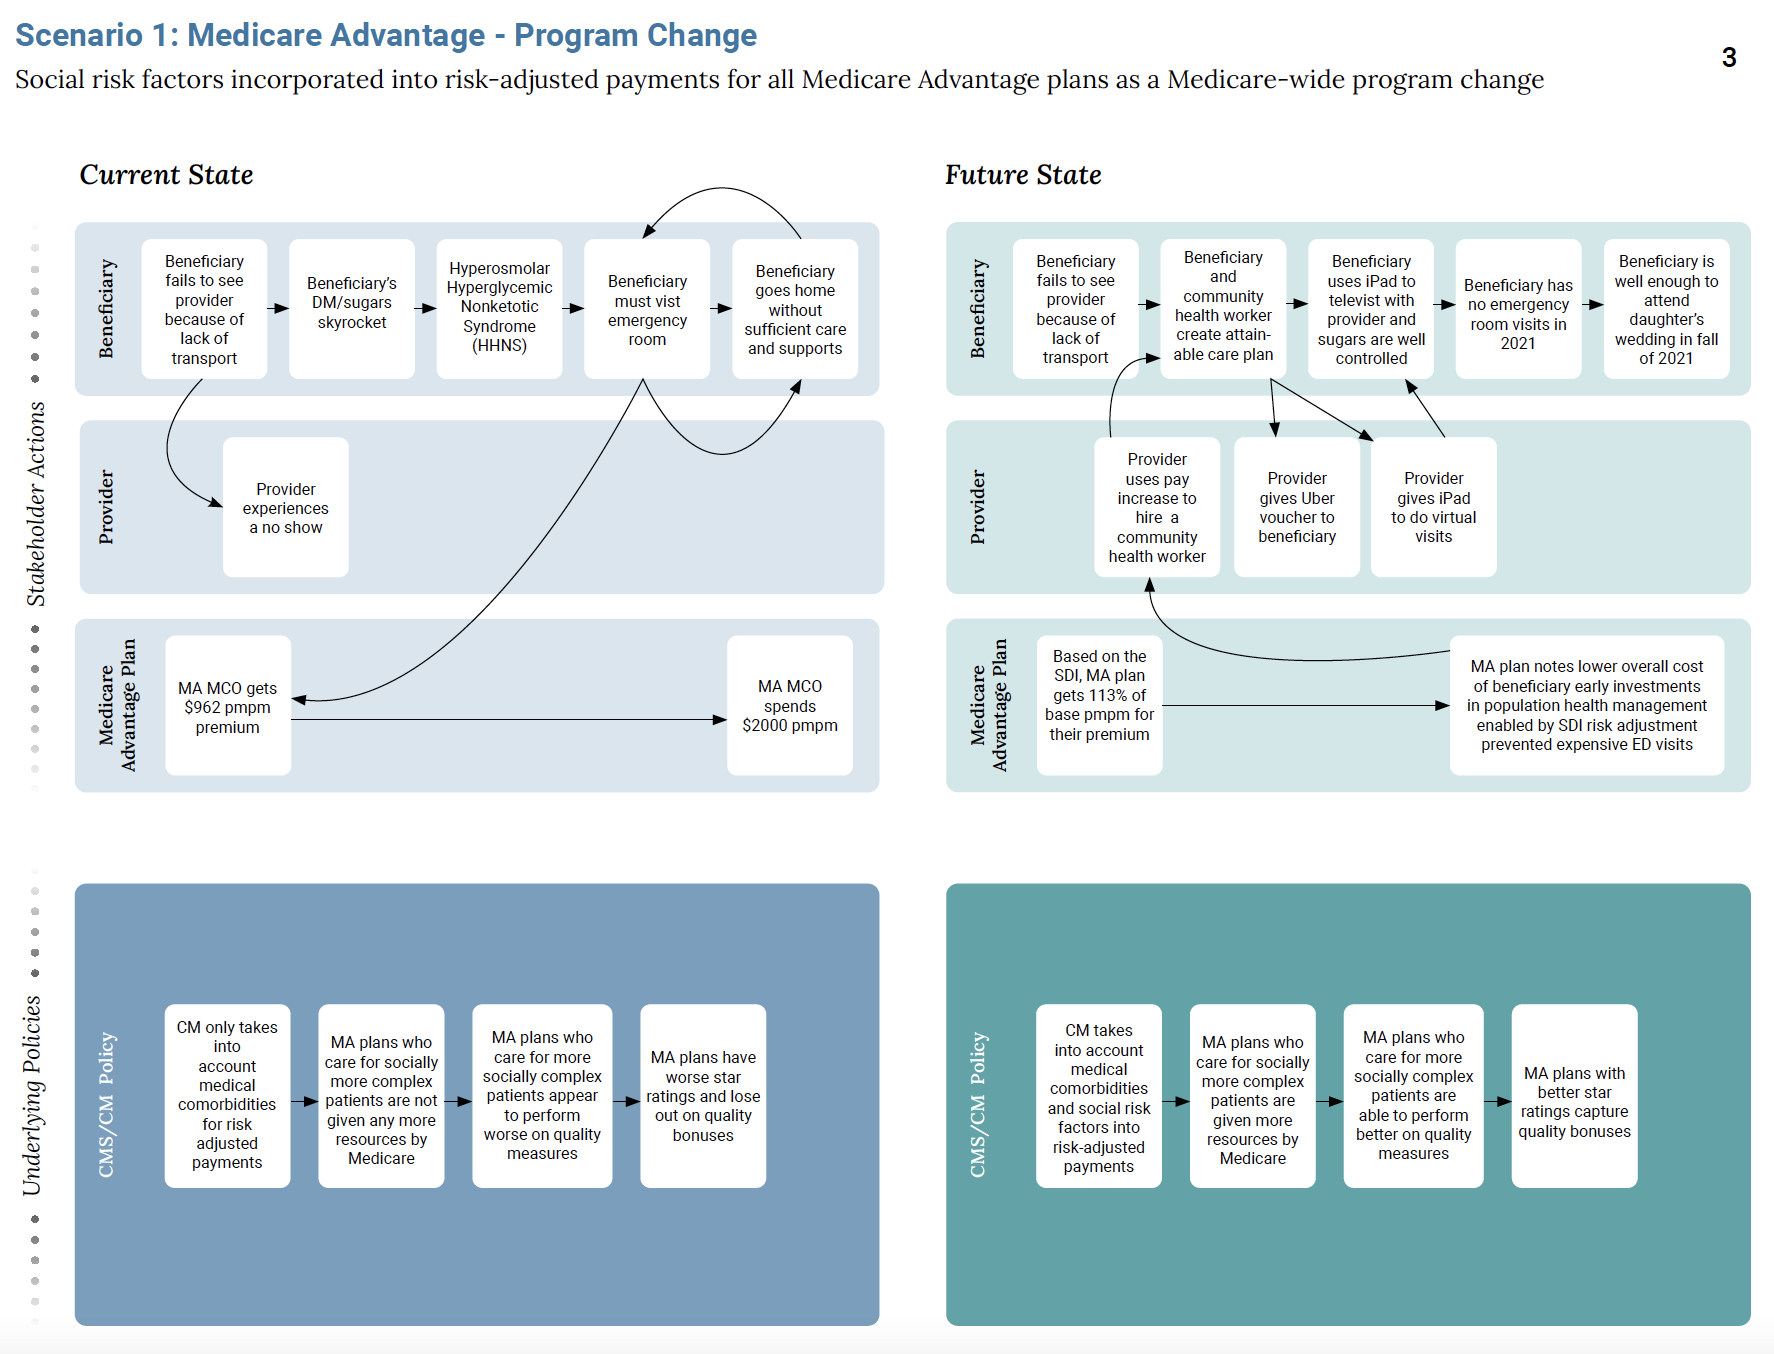 Scenario 1: Medicare Advantage - Program Change
3
Social risk factors incorporated into risk-adjusted payments for all Medicare Advantage plans as a Medicare-wide program change
Current State
Stakeholder Actions
Beneficiary
Beneficiary
fails to see
provider
because of
lack of
transport
Beneficiary's
DM/sugars
skyrocket
Hyperosmolar
Hyperglycemic
Nonketotic
Syndrome
(HHNS)
Beneficiary
must vist
emergency
room
Beneficiary
goes home
without
sufficient care
and supports
Provider
Provider
experiences
a no show
Medicare
Advantage Plan
MA MCO gets
$962 pmpm
premium
MA MCO
spends
$2000 pmpm
Future State
Beneficiary
Beneficiary
fails to see
provider
because of
lack of
transport
Beneficiary
and
community
health worker
create attain-
able care plan
Beneficiary
uses iPad to
televist with
provider and
sugars are well
controlled
Beneficiary has
no emergency
room visits in
2021
Beneficiary is
well enough to
attend
daughter's
wedding in fall
of 2021
Provider
Provider
uses pay
increase to
hire a
community
health worker
Provider
gives Uber
voucher to
beneficiary
Provider
gives iPad
to do virtual
visits
Medicare
Advantage Plan
Based on the
SDI, MA plan
gets 113% of
base pmpm for
their premium
MA plan notes lower overall cost
of beneficiary early investments
in population health management
enabled by SDI risk adjustment
prevented expensive ED visits
Underlying Policies
CMS/CM Policy
CM only takes
into
account
medical
comorbidities
for risk
adjusted
payments
MA plans who
care for socially
more complex
patients are not
given any more
resources by
Medicare
MA plans who
care for more
socially complex
patients appear
to perform
worse on quality
measures
MA plans have
worse star
ratings and lose
out on quality
bonuses
CMS/CM Policy
CM takes
into account
medical
comorbidities
and social risk
factors into
risk-adjusted
payments
MA plans who
care for socially
more complex
patients are
given more
resources by
Medicare
MA plans who
care for more
socially complex
patients are
able to perform
better on quality
measures
MA plans with
better star
ratings capture
quality bonuses